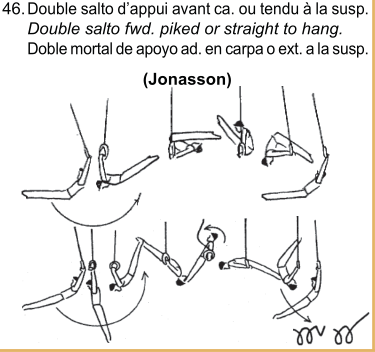 46. Double salto d'appui avant ca. ou tendu à la susp.
Double salto fwd. piked or straight to hang.
Doble mortal de apoyo ad. en carpa o ext. a la susp.
(Jonasson)